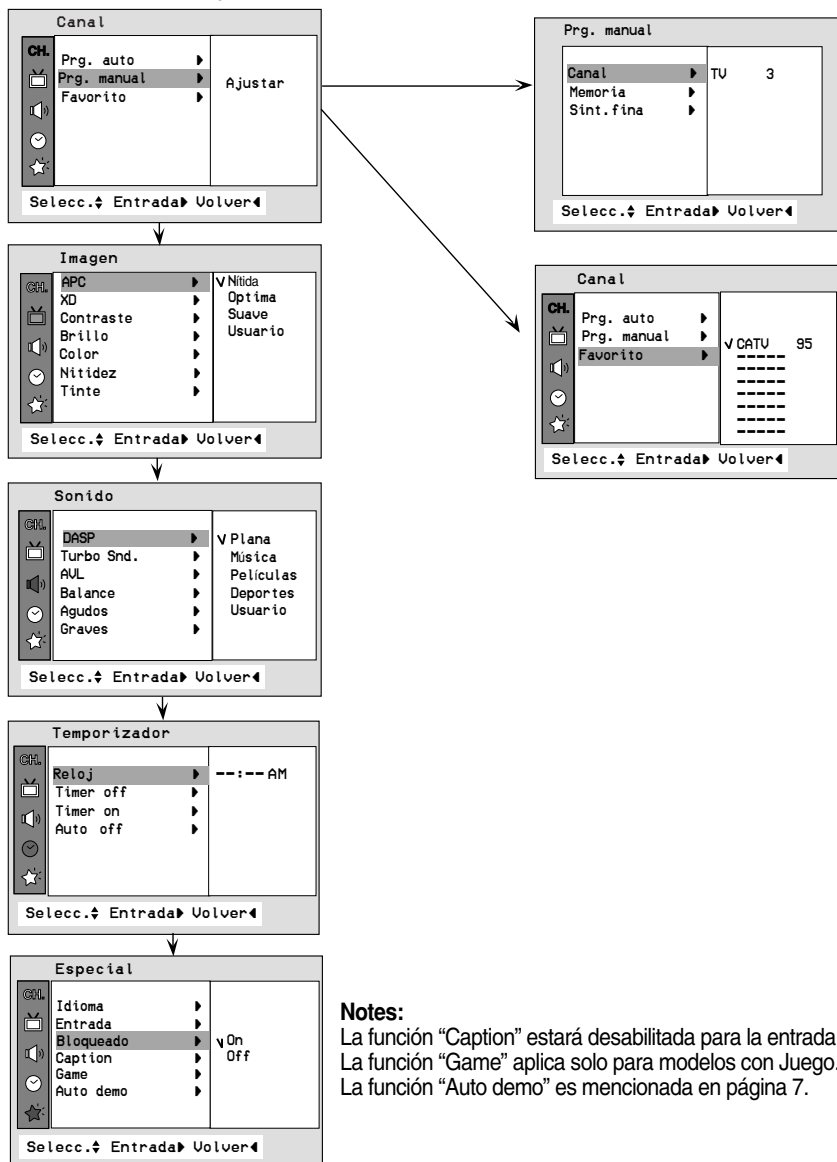 Canal
CH.
Prg. auto
Prg. manual
Favorito
Ajustar
Selecc. Entrada Volver
Prg. manual
Canal
Memoria
Sint.fina
TV 3
Selecc. Entrada Volver
Imagen
CH.
APC
XD
Contraste
Brillo
Color
Nitidez
Tinte
Nítida
Optima
Suave
Usuario
Selecc. Entrada Volver
Canal
CH.
Prg. auto
Prg. manual
Favorito
CATV 95
-----
-----
-----
-----
-----
-----
Selecc. Entrada Volver
Sonido
CH.
DASP
Turbo Snd.
AVL
Balance
Agudos
Graves
Plana
Música
Películas
Deportes
Usuario
Selecc. Entrada Volver
Temporizador
CH.
Reloj
Timer off
Timer on
Auto off
--:-- AM
Selecc. Entrada Volver
Especial
CH.
Idioma
Entrada
Bloqueado
Caption
Game
Auto demo
On
Off
Selecc. Entrada Volver
Notes:
La función “Caption” estará desabilitada para la entrada
La función “Game” aplica solo para modelos con Juego.
La función “Auto demo” es mencionada en página 7.